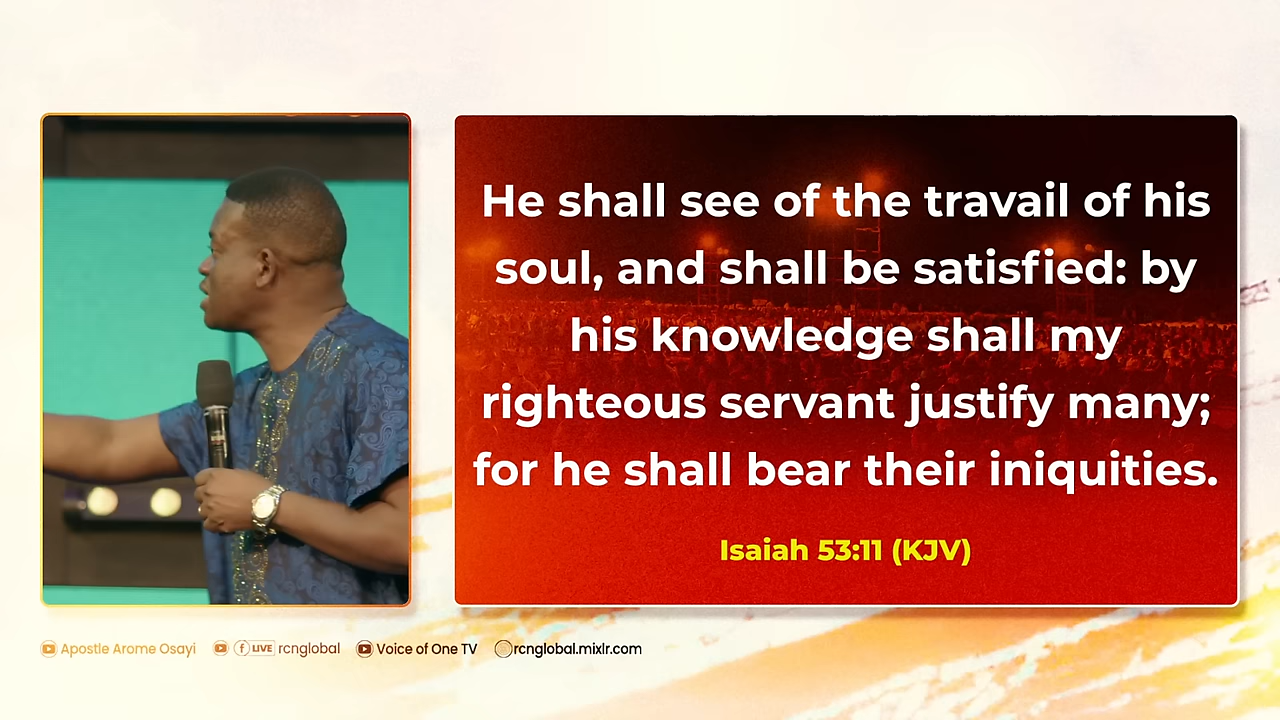 He shall see of the travail of his
soul, and shall be satisfied: by
his knowledge shall my
righteous servant justify many;
for he shall bear their iniquities.
Isaiah 53:11 (KJV)
Apostle Arome Osayi f LIVE rcnglobal Voice of One TV rcnglobal.mixlr.com